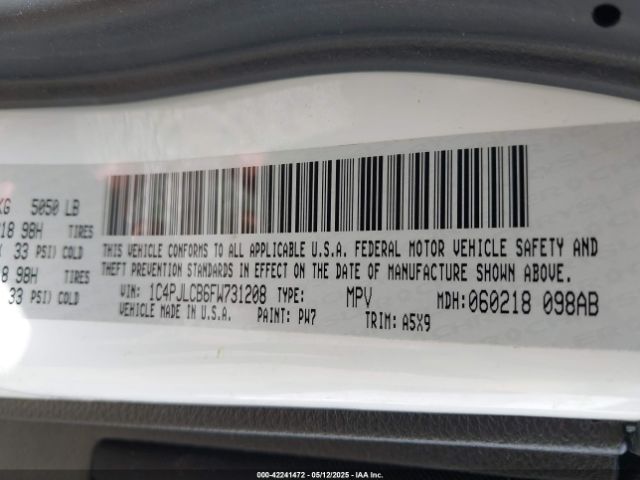 KG 5050 LB
18 98H TIRES
33 PSI) COLD
18 98H TIRES
33 PSI) COLD
THIS VEHICLE CONFORMS TO ALL APPLICABLE U.S.A. FEDERAL MOTOR VEHICLE SAFETY AND
THEFT PREVENTION STANDARDS IN EFFECT ON THE DATE OF MANUFACTURE SHOWN ABOVE.
VIN: 1C4PJLCB6FW731208 TYPE: MPV MDH: 060218 098AB
VEHICLE MADE IN U.S.A. PAINT: PW7 TRIM: A5X9
000-42241472 - 05/12/2025 - IAA Inc.